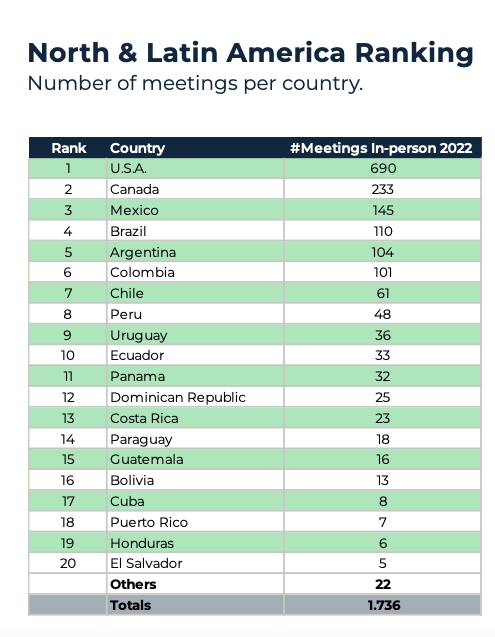 North & Latin America Ranking
Number of meetings per country.
Rank Country #Meetings In-person 2022
1 U.S.A. 690
2 Canada 233
3 Mexico 145
4 Brazil 110
5 Argentina 104
6 Colombia 101
7 Chile 61
8 Peru 48
9 Uruguay 36
10 Ecuador 33
11 Panama 32
12 Dominican Republic 25
13 Costa Rica 23
14 Paraguay 18
15 Guatemala 16
16 Bolivia 13
17 Cuba 8
18 Puerto Rico 7
19 Honduras 6
20 El Salvador 5
Others 22
Totals 1.736